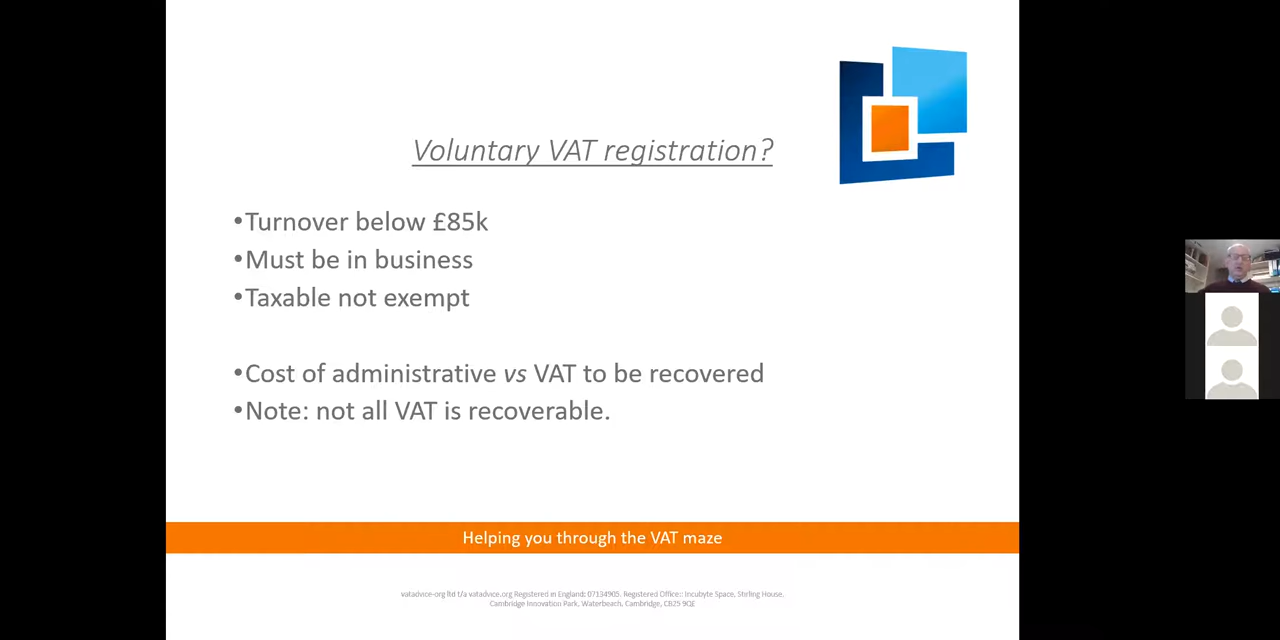 Voluntary VAT registration?
•Turnover below £85k
•Must be in business
•Taxable not exempt
•Cost of administrative vs VAT to be recovered
•Note: not all VAT is recoverable.
Helping you through the VAT maze
vatadvice-org ltd t/a vatadvice.org Registered in England: 07134905. Registered Office:: Incubyte Space, Stirling House,
Cambridge Innovation Park, Waterbeach, Cambridge, CB25 9QE